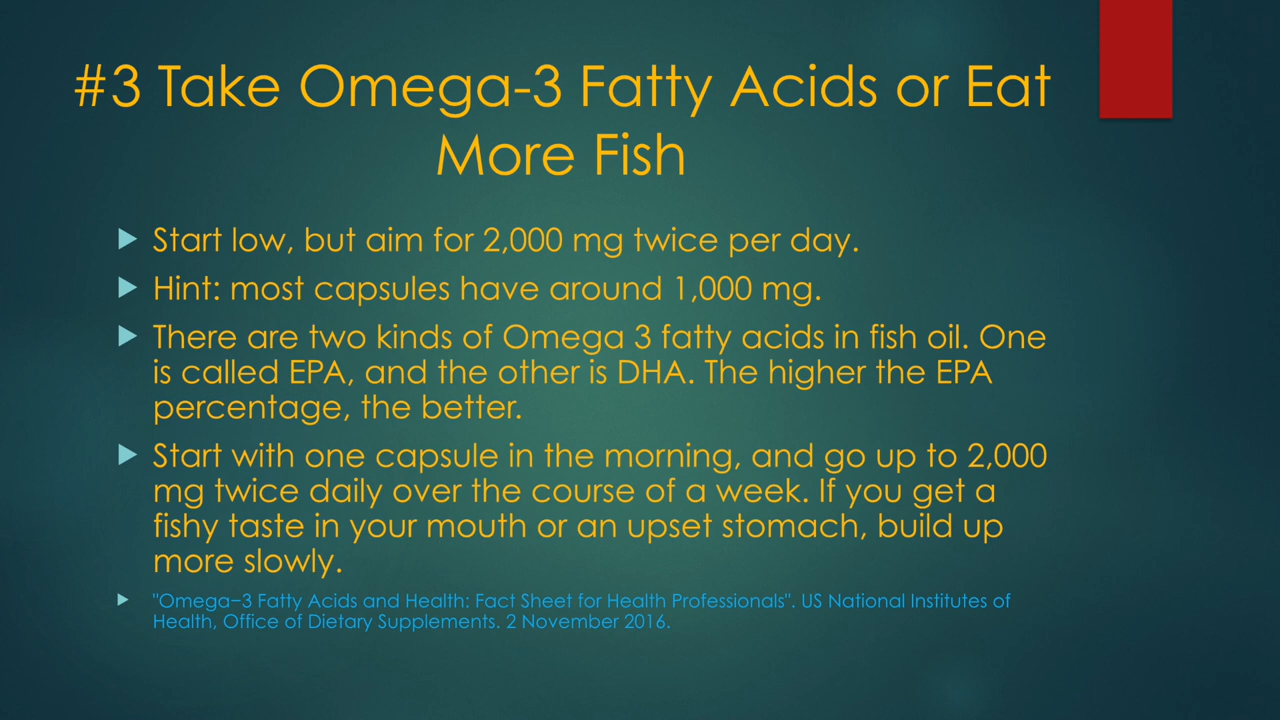 #3 Take Omega-3 Fatty Acids or Eat
More Fish
Start low, but aim for 2,000 mg twice per day.
Hint: most capsules have around 1,000 mg.
There are two kinds of Omega 3 fatty acids in fish oil. One
is called EPA, and the other is DHA. The higher the EPA
percentage, the better.
Start with one capsule in the morning, and go up to 2,000
mg twice daily over the course of a week. If you get a
fishy taste in your mouth or an upset stomach, build up
more slowly.
"Omega−3 Fatty Acids and Health: Fact Sheet for Health Professionals". US National Institutes of
Health, Office of Dietary Supplements. 2 November 2016.